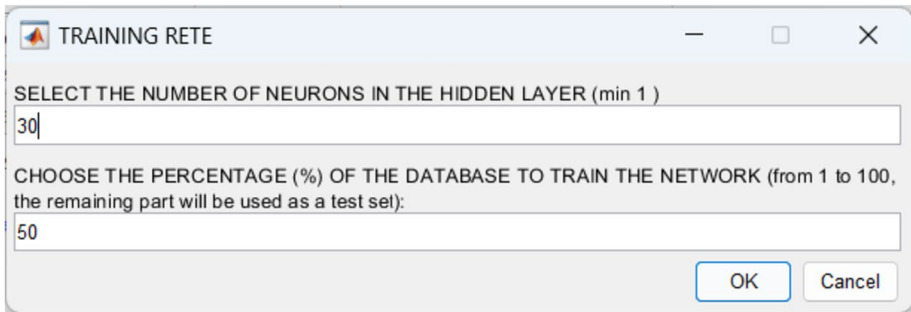 TRAINING RETE
SELECT THE NUMBER OF NEURONS IN THE HIDDEN LAYER (min 1 )
30
CHOOSE THE PERCENTAGE (%) OF THE DATABASE TO TRAIN THE NETWORK (from 1 to 100,
the remaining part will be used as a test set):
50
OK Cancel